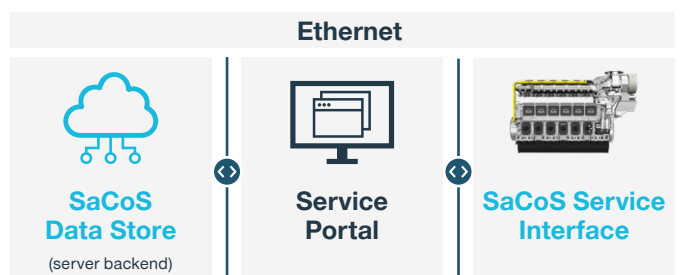 Ethernet
SaCoS
Data Store
(server backend)
Service
Portal
SaCoS Service
Interface